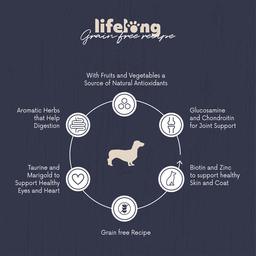 lifelong
Grain free recipe
With Fruits and Vegetables a
Source of Natural Antioxidants
Aromatic Herbs
that Help
Digestion
Glucosamine
and Chondroitin
for Joint Support
Taurine and
Marigold to
Support Healthy
Eyes and Heart
Biotin and Zinc
to support healthy
Skin and Coat
Grain free Recipe